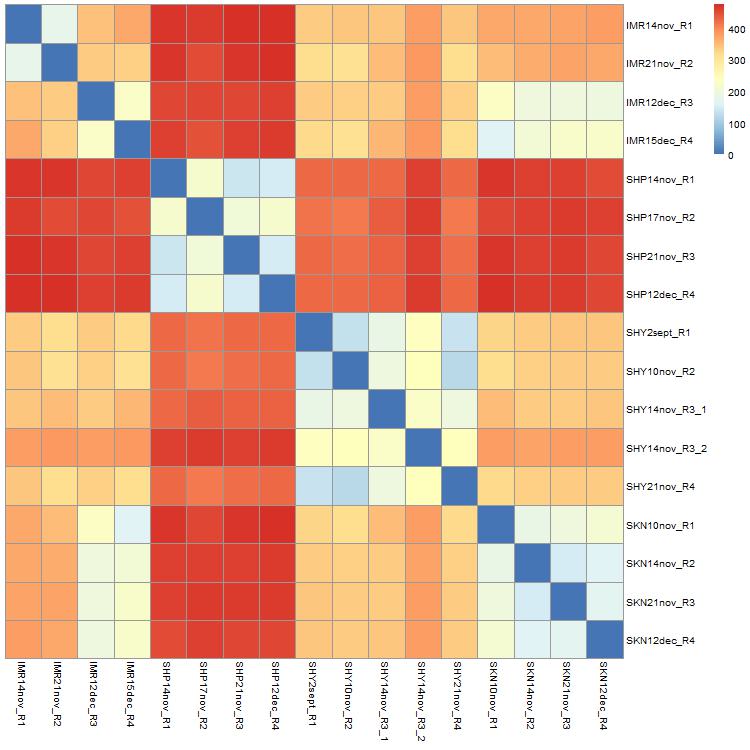 IMR14nov_R1
IMR21nov_R2
IMR12dec_R3
IMR15dec_R4
SHP14nov_R1
SHP17nov_R2
SHP21nov_R3
SHP12dec_R4
SHY2sept_R1
SHY10nov_R2
SHY14nov_R3_1
SHY14nov_R3_2
SHY21nov_R4
SKN10nov_R1
SKN14nov_R2
SKN21nov_R3
SKN12dec_R4
400
300
200
100
0
IMR14nov_R1
IMR21nov_R2
IMR12dec_R3
IMR15dec_R4
SHP14nov_R1
SHP17nov_R2
SHP21nov_R3
SHP12dec_R4
SHY2sept_R1
SHY10nov_R2
SHY14nov_R3_1
SHY14nov_R3_2
SHY21nov_R4
SKN10nov_R1
SKN14nov_R2
SKN21nov_R3
SKN12dec_R4